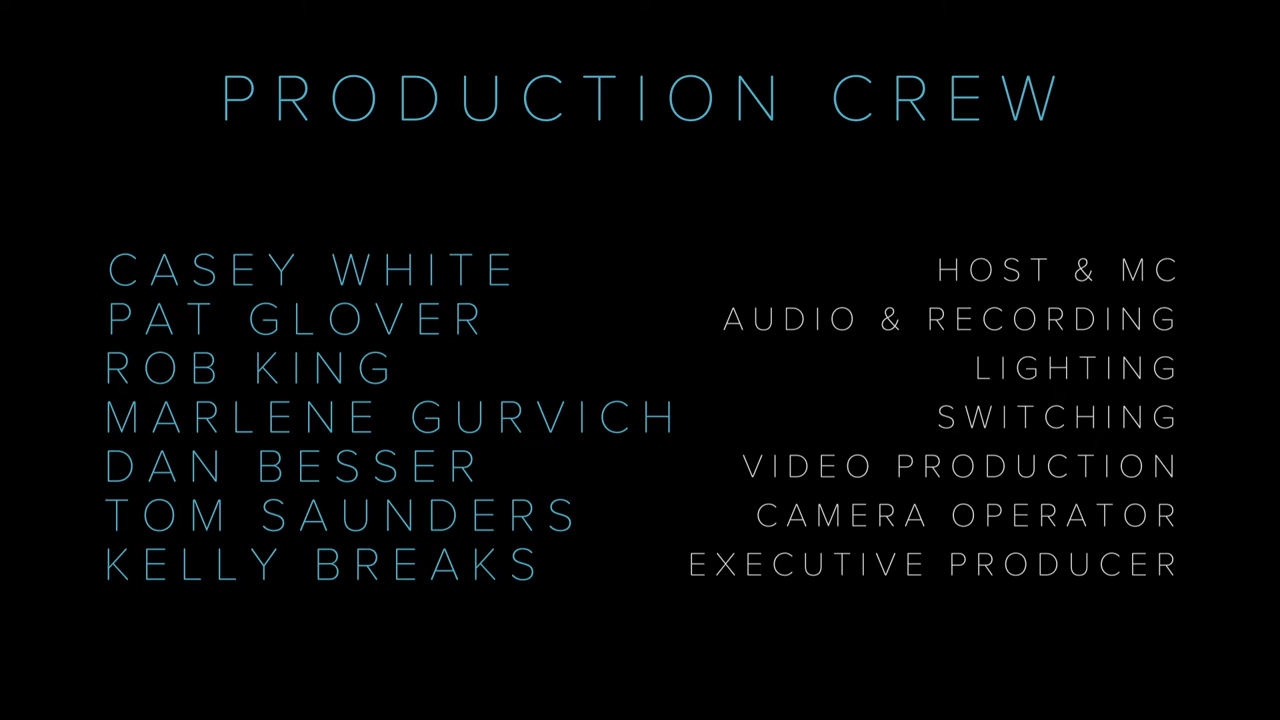 PRODUCTION CREW
CASEY WHITE HOST & MC
PAT GLOVER AUDIO & RECORDING
ROB KING LIGHTING
MARLENE GURVICH SWITCHING
DAN BESSER VIDEO PRODUCTION
TOM SAUNDERS CAMERA OPERATOR
KELLY BREAKS EXECUTIVE PRODUCER